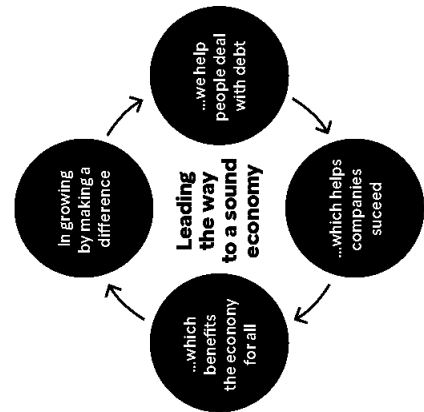 In growing
by making a
difference
...we help
people deal
with debt
...which helps
companies
suceed
...which
benefits
the economy
for all
Leading
the way
to a sound
economy